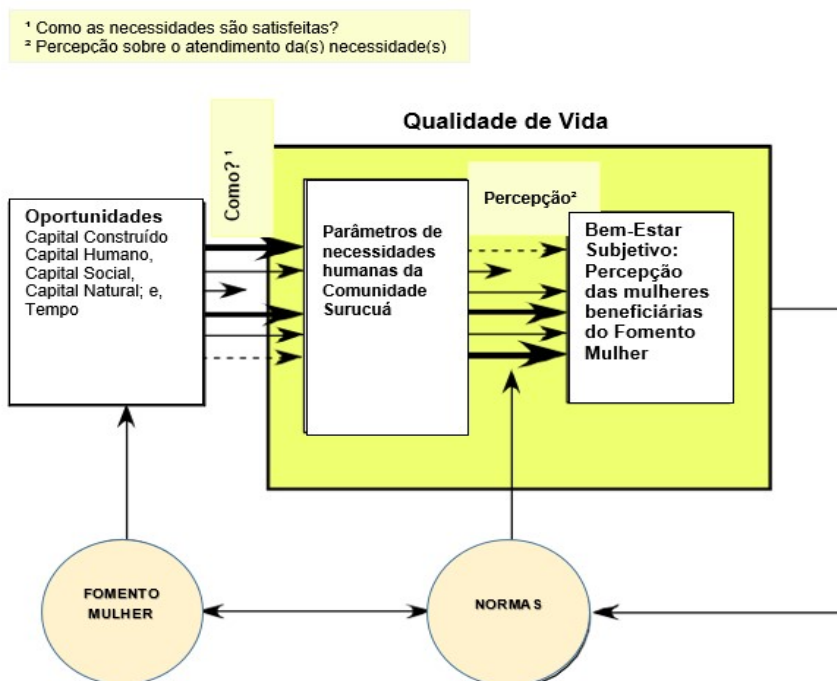 ¹ Como as necessidades são satisfeitas?
² Percepção sobre o atendimento da(s) necessidade(s)
Qualidade de Vida
Como? ¹
Oportunidades
Capital Construído
Capital Humano,
Capital Social,
Capital Natural; e,
Tempo
Parâmetros de
necessidades
humanas da
Comunidade
Surucuá
Percepção²
Bem-Estar
Subjetivo:
Percepção
das mulheres
beneficiárias
do Fomento
Mulher
FOMENTO
MULHER
NORMAS